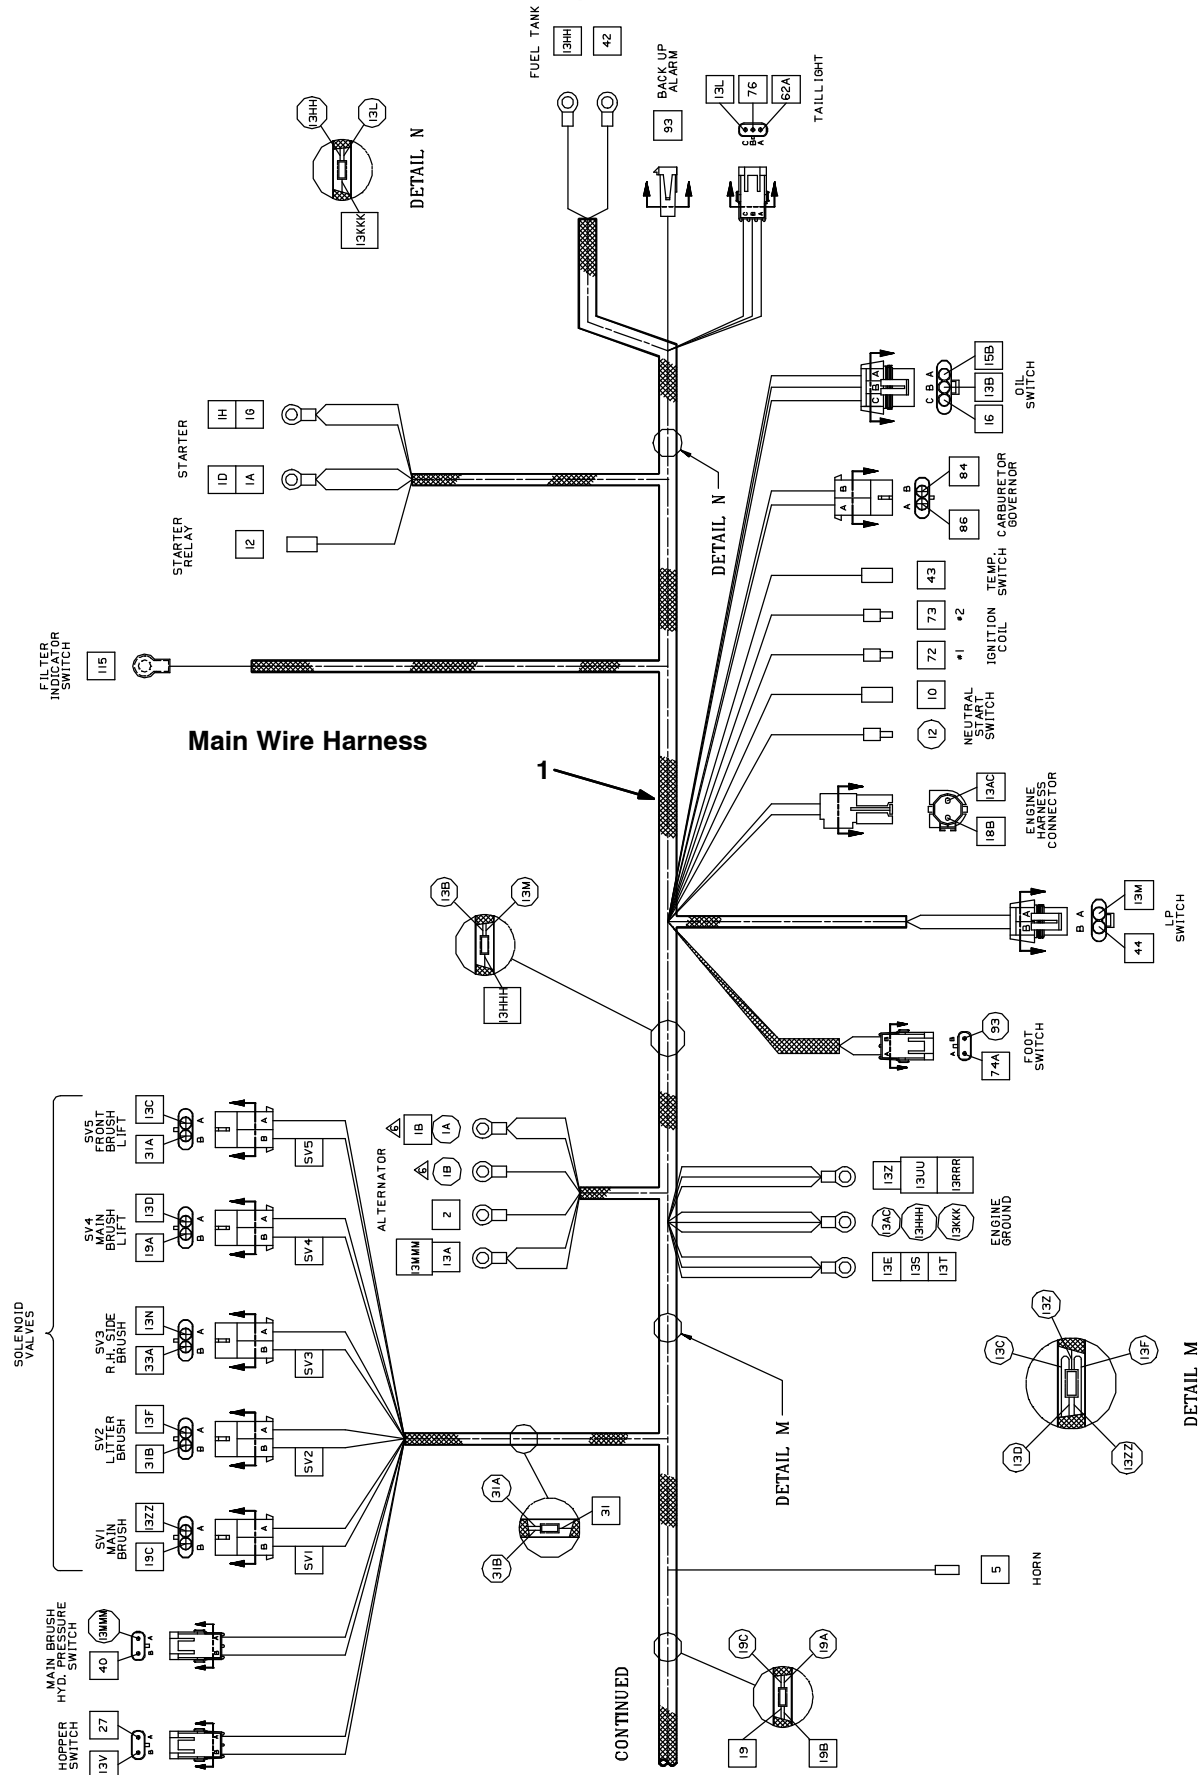 FUEL TANK
13HH
42
BACK UP
ALARM
93
13L
76
62A
C
B
A
C
B
A
TAILLIGHT
13HH
13L
13KKK
DETAIL N
STARTER
1H
1G
1D
1A
STARTER
RELAY
12
DETAIL N
A
B
C
A
B
C
15B
13B
16
OIL
SWITCH
B
A
B
A
84
86
CARBURETOR
GOVERNOR
43
TEMP.
SWITCH
73
#2
72
#1
IGNITION
COIL
10
12
NEUTRAL
START
SWITCH
FILTER
INDICATOR
SWITCH
115
Main Wire Harness
1
13AC
18B
ENGINE
HARNESS
CONNECTOR
13B
13M
13HHH
A
B
A
B
13M
44
LP
SWITCH
B
A
B
A
93
74A
FOOT
SWITCH
SOLENOID
VALVES
SV5
FRONT
BRUSH
LIFT
13C
31A
A
B
A
B
SV5
SV4
MAIN
BRUSH
LIFT
13D
19A
A
B
A
B
SV4
SV3
R.H. SIDE
BRUSH
13N
33A
A
B
A
B
SV3
SV2
LITTER
BRUSH
13F
31B
A
B
A
B
SV2
SV1
MAIN
BRUSH
13ZZ
19C
A
B
A
B
SV1
MAIN BRUSH
HYD. PRESSURE
SWITCH
13MMM
40
A
B
HOPPER
SWITCH
27
13V
A
B
ALTERNATOR
6
1B
1A
6
1B
2
13MMM
13A
13Z
13UU
13RRR
13AC
13HHH
13KKK
13E
13S
13T
ENGINE
GROUND
DETAIL M
31A
31B
31
5
HORN
CONTINUED
19C
19A
19
19B
13C
13Z
13F
13D
13ZZ
DETAIL M